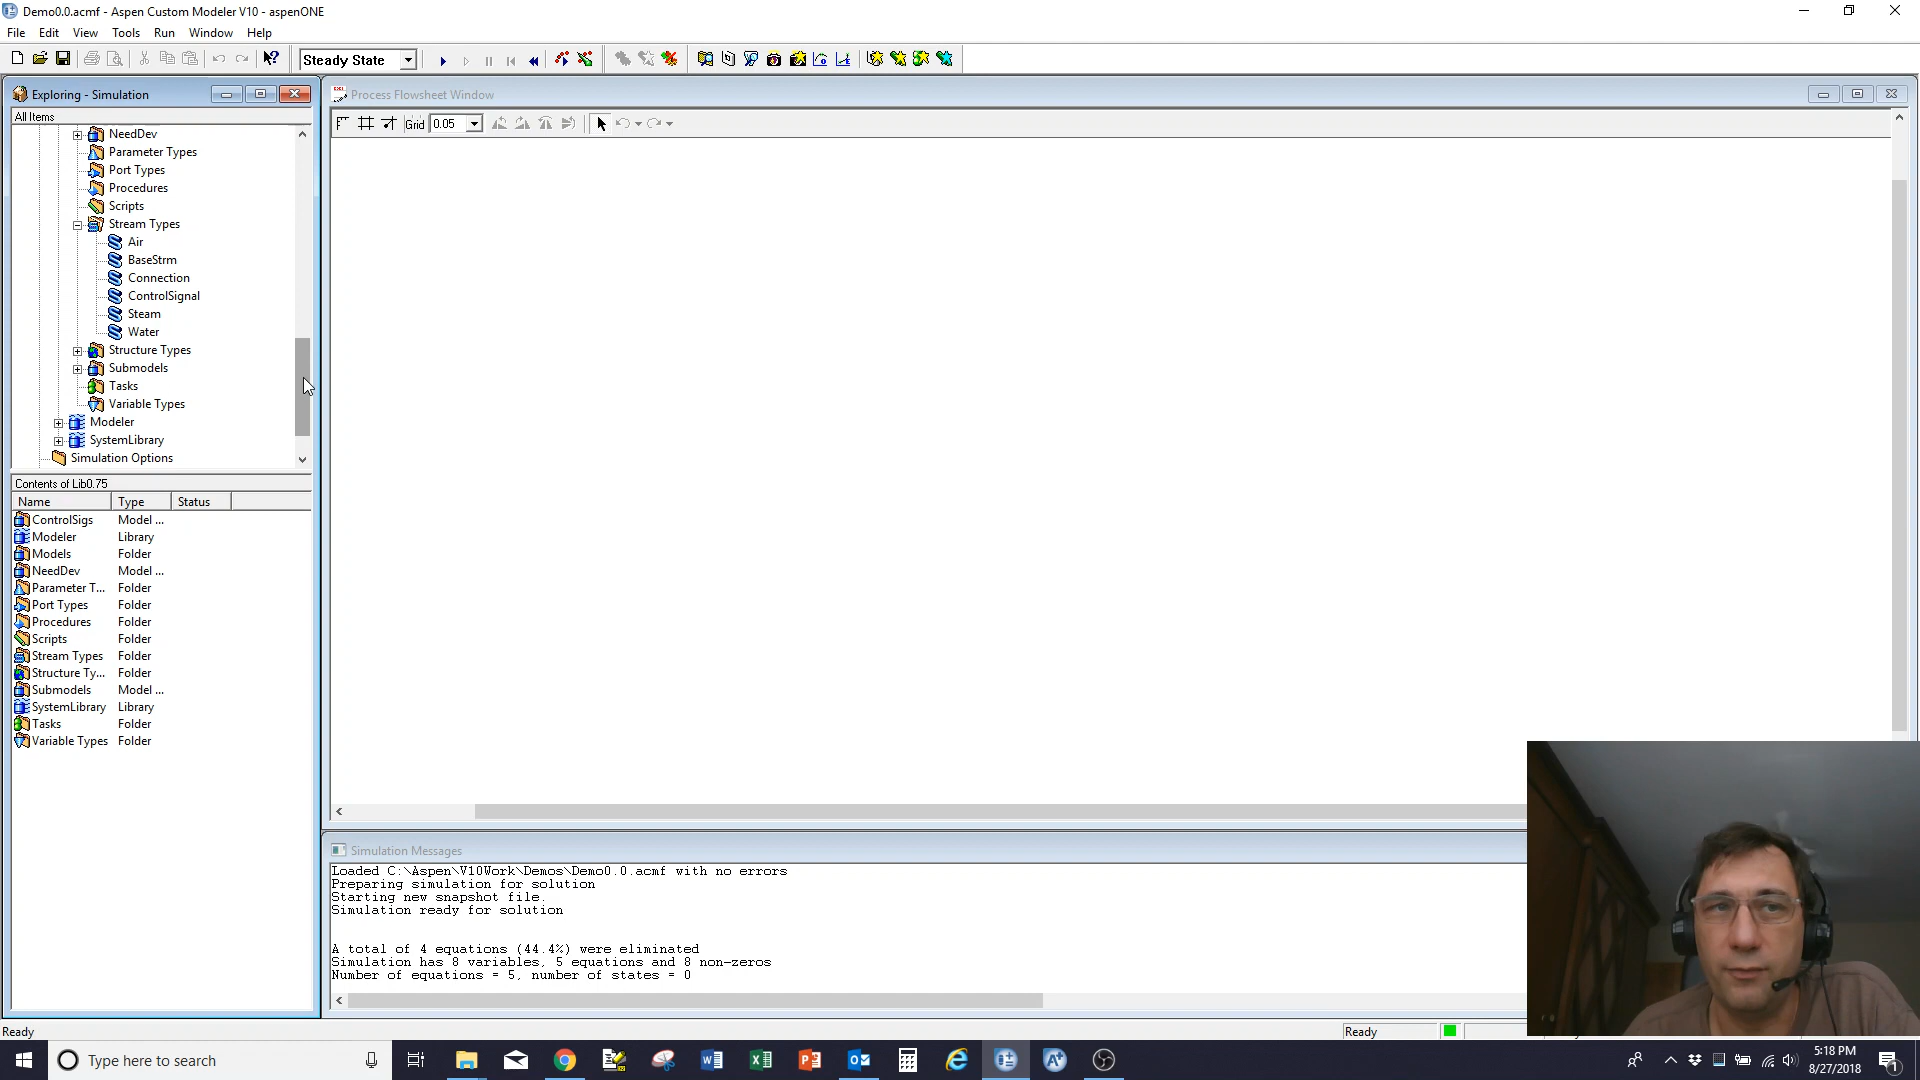 Demo0.0.acmf - Aspen Custom Modeler V10 - aspenONE
File Edit View Tools Run Window Help
Steady State
Exploring - Simulation
All Items
NeedDev
Parameter Types
Port Types
Procedures
Scripts
Stream Types
Air
BaseStrm
Connection
ControlSignal
Steam
Water
Structure Types
Submodels
Tasks
Variable Types
Modeler
SystemLibrary
Simulation Options
Contents of Lib0.75
Name Type Status
ControlSigs Model ...
Modeler Library
Models Folder
NeedDev Model ...
Parameter T... Folder
Port Types Folder
Procedures Folder
Scripts Folder
Stream Types Folder
Structure Ty... Folder
Submodels Model ...
SystemLibrary Library
Tasks Folder
Variable Types Folder
Process Flowsheet Window
Grid 0.05
Simulation Messages
Loaded C:\Aspen\V10Work\Demos\Demo0.0.acmf with no errors
Preparing simulation for solution
Starting new snapshot file.
Simulation ready for solution
A total of 4 equations (44.4%) were eliminated
Simulation has 8 variables, 5 equations and 8 non-zeros
Number of equations = 5, number of states = 0
Ready
Ready
Type here to search
5:18 PM
8/27/2018